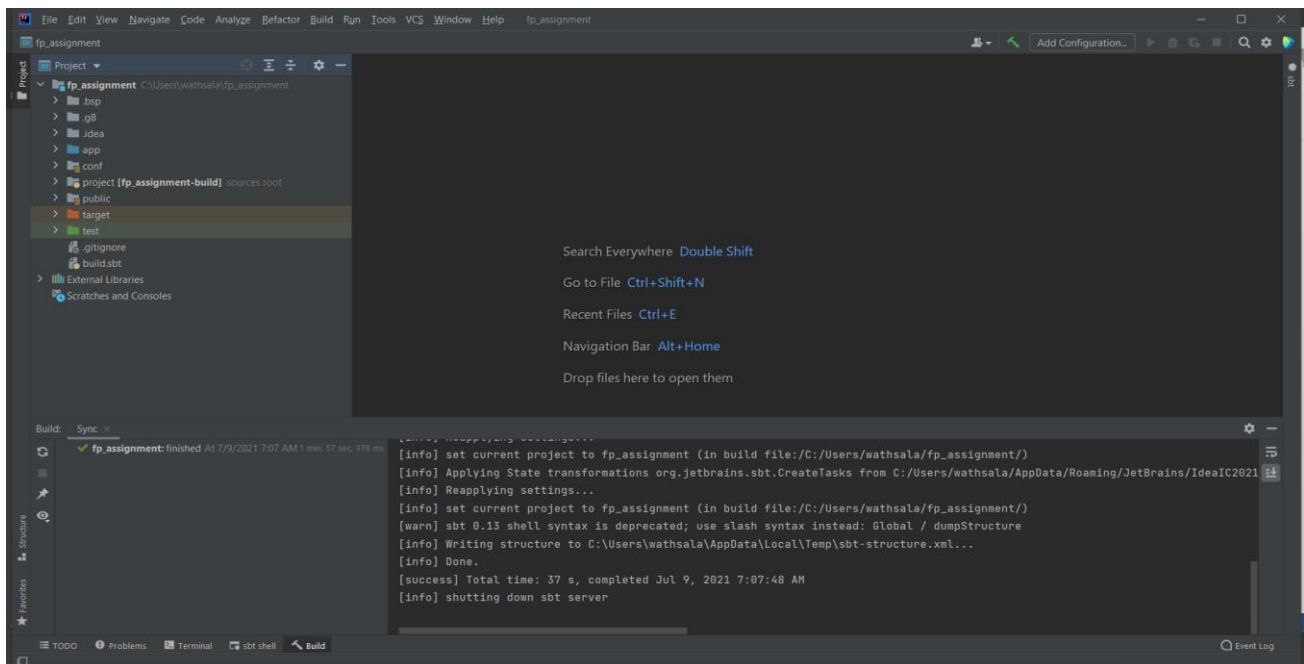 File Edit View Navigate Code Analyze Refactor Build Run Tools VCS Window Help fp_assignment
fp_assignment
Add Configuration...
Project
Project
fp_assignment C:\Users\wathsala\fp_assignment
.bsp
.g8
.idea
app
conf
project [fp_assignment-build] sources root
public
target
test
.gitignore
build.sbt
External Libraries
Scratches and Consoles
Search Everywhere Double Shift
Go to File Ctrl+Shift+N
Recent Files Ctrl+E
Navigation Bar Alt+Home
Drop files here to open them
sbt
Build: Sync
fp_assignment: finished At 7/9/2021 7:07 AM 1 min, 57 sec, 378 ms
[info] Reapplying settings...
[info] set current project to fp_assignment (in build file:/C:/Users/wathsala/fp_assignment/)
[info] Applying State transformations org.jetbrains.sbt.CreateTasks from C:/Users/wathsala/AppData/Roaming/JetBrains/IdeaIC2021
[info] Reapplying settings...
[info] set current project to fp_assignment (in build file:/C:/Users/wathsala/fp_assignment/)
[warn] sbt 0.13 shell syntax is deprecated; use slash syntax instead: Global / dumpStructure
[info] Writing structure to C:\Users\wathsala\AppData\Local\Temp\sbt-structure.xml...
[info] Done.
[success] Total time: 37 s, completed Jul 9, 2021 7:07:48 AM
[info] shutting down sbt server
Structure
Favorites
TODO Problems Terminal sbt shell Build
Event Log